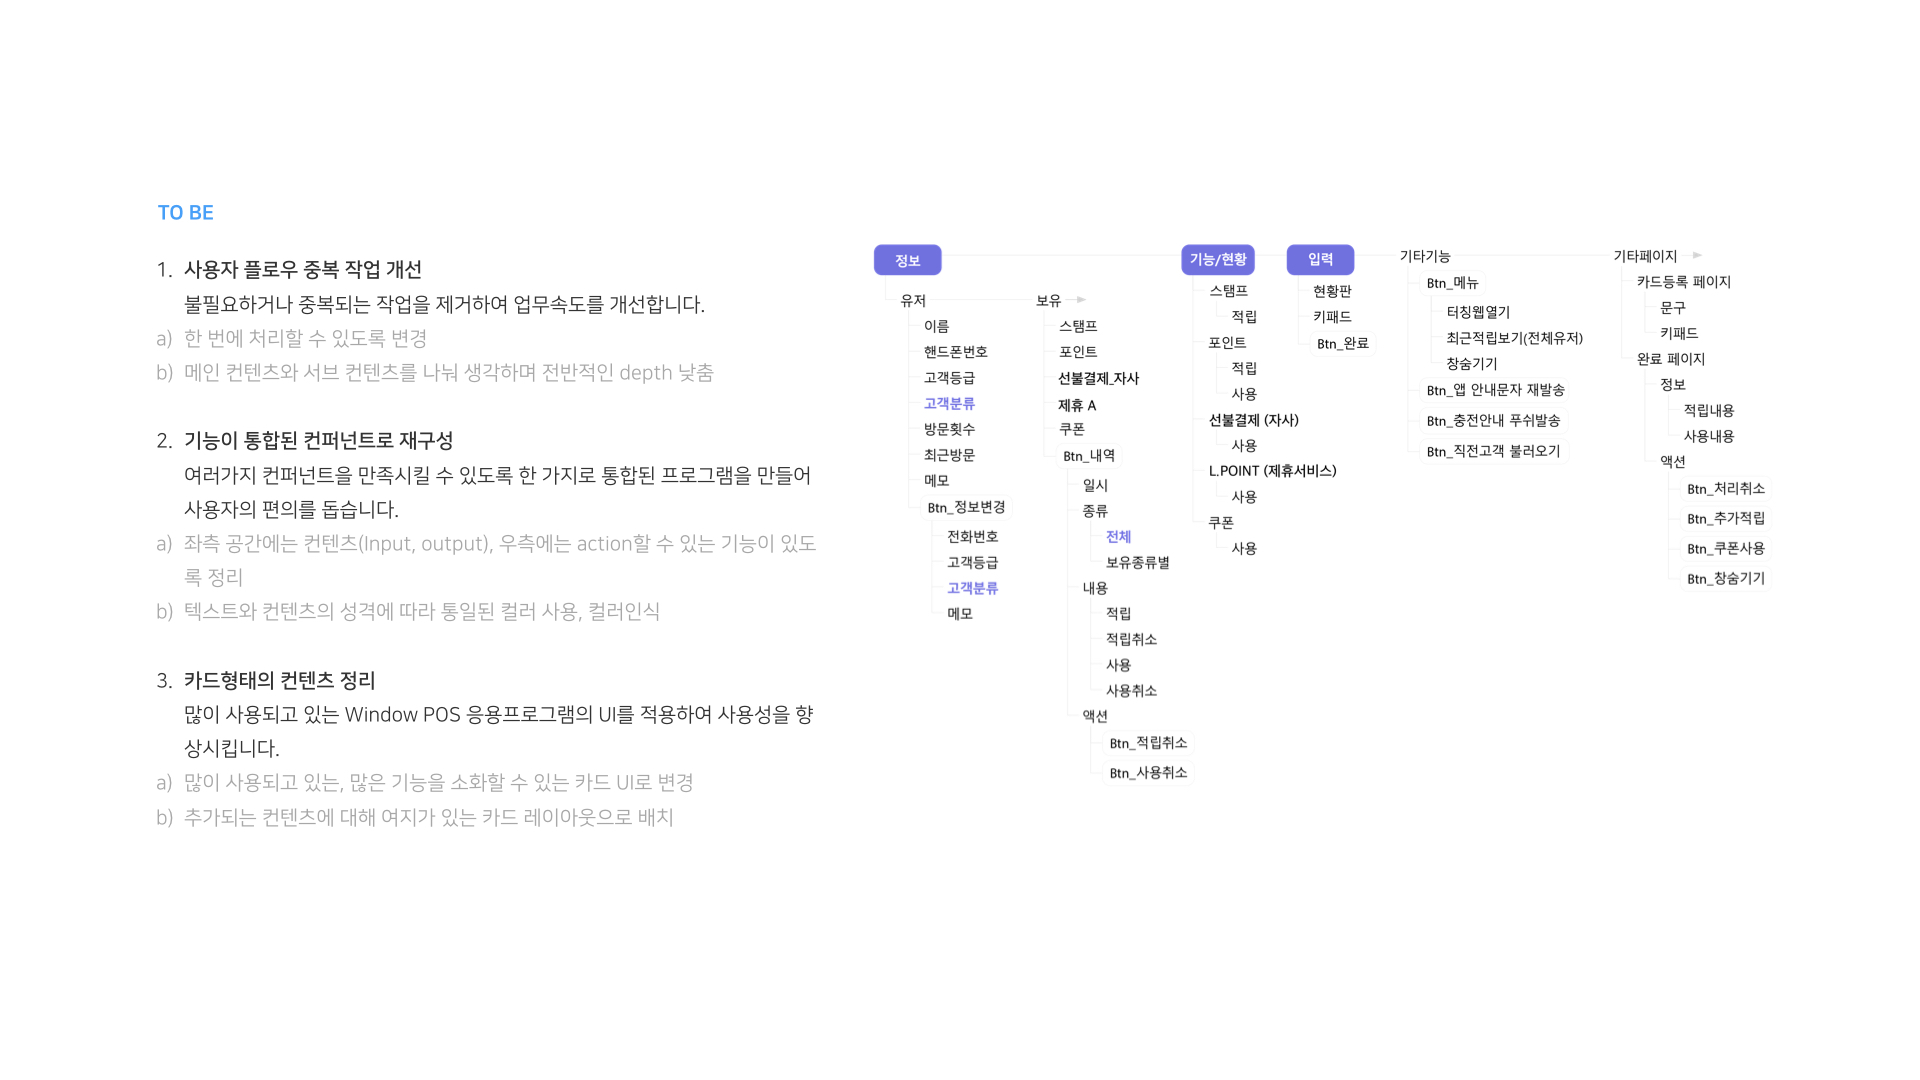 TO BE
1. 사용자 플로우 중복 작업 개선
불필요하거나 중복되는 작업을 제거하여 업무속도를 개선합니다.
a) 한 번에 처리할 수 있도록 변경
b) 메인 컨텐츠와 서브 컨텐츠를 나눠 생각하며 전반적인 depth 낮춤
2. 기능이 통합된 컨퍼넌트로 재구성
여러가지 컨퍼넌트을 만족시킬 수 있도록 한 가지로 통합된 프로그램을 만들어
사용자의 편의를 돕습니다.
a) 좌측 공간에는 컨텐츠(Input, output), 우측에는 action할 수 있는 기능이 있도
록 정리
b) 텍스트와 컨텐츠의 성격에 따라 통일된 컬러 사용, 컬러인식
3. 카드형태의 컨텐츠 정리
많이 사용되고 있는 Window POS 응용프로그램의 UI를 적용하여 사용성을 향
상시킵니다.
a) 많이 사용되고 있는, 많은 기능을 소화할 수 있는 카드 UI로 변경
b) 추가되는 컨텐츠에 대해 여지가 있는 카드 레이아웃으로 배치
정보
유저
이름
핸드폰번호
고객등급
고객분류
방문횟수
최근방문
메모
Btn_정보변경
전화번호
고객등급
고객분류
메모
보유
스탬프
포인트
선불결제_자사
제휴 A
쿠폰
Btn_내역
일시
종류
전체
보유종류별
내용
적립
적립취소
사용
사용취소
액션
Btn_적립취소
Btn_사용취소
기능/현황
스탬프
적립
포인트
적립
사용
선불결제 (자사)
사용
L.POINT (제휴서비스)
사용
쿠폰
사용
입력
현황판
키패드
Btn_완료
기타기능
Btn_메뉴
터칭웹열기
최근적립보기(전체유저)
창숨기기
Btn_앱 안내문자 재발송
Btn_충전안내 푸쉬발송
Btn_직전고객 불러오기
기타페이지
카드등록 페이지
문구
키패드
완료 페이지
정보
적립내용
사용내용
액션
Btn_처리취소
Btn_추가적립
Btn_쿠폰사용
Btn_창숨기기